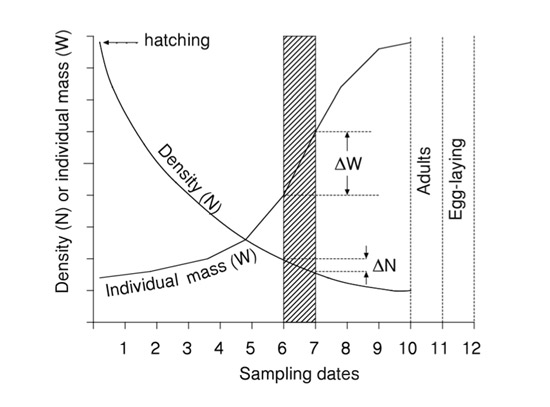 hatching
Density (N) or individual mass (W)
Density (N)
Individual mass (W)
ΔW
ΔN
Adults
Egg-laying
1 2 3 4 5 6 7 8 9 10 11 12
Sampling dates